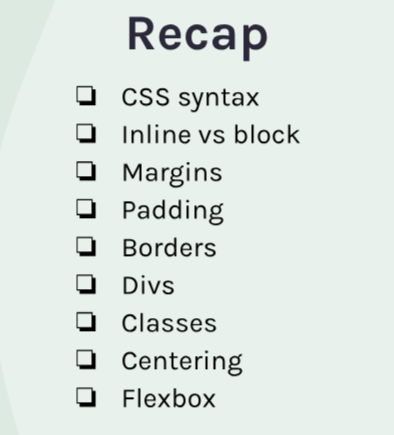 Recap
❏ CSS syntax
❏ Inline vs block
❏ Margins
❏ Padding
❏ Borders
❏ Divs
❏ Classes
❏ Centering
❏ Flexbox